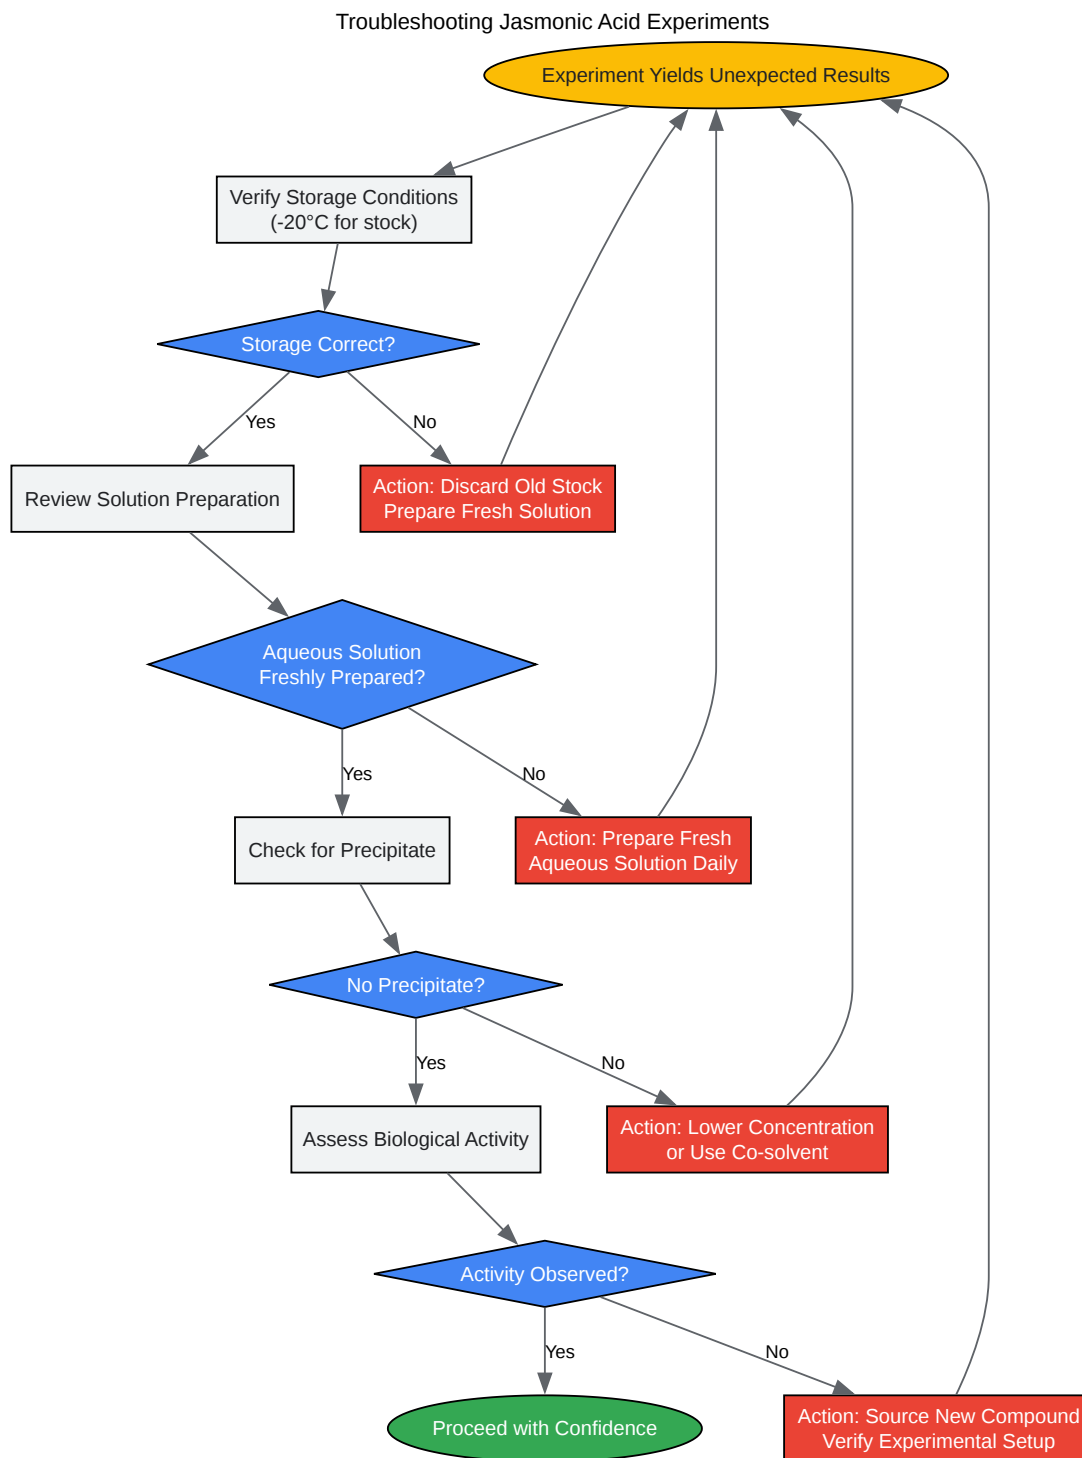 Troubleshooting Jasmonic Acid Experiments
Experiment Yields Unexpected Results
Verify Storage Conditions
(-20°C for stock)
Storage Correct?
Yes
No
Review Solution Preparation
Action: Discard Old Stock
Prepare Fresh Solution
Aqueous Solution
Freshly Prepared?
Yes
No
Check for Precipitate
Action: Prepare Fresh
Aqueous Solution Daily
No Precipitate?
Yes
No
Assess Biological Activity
Action: Lower Concentration
or Use Co-solvent
Activity Observed?
Yes
No
Proceed with Confidence
Action: Source New Compound
Verify Experimental Setup